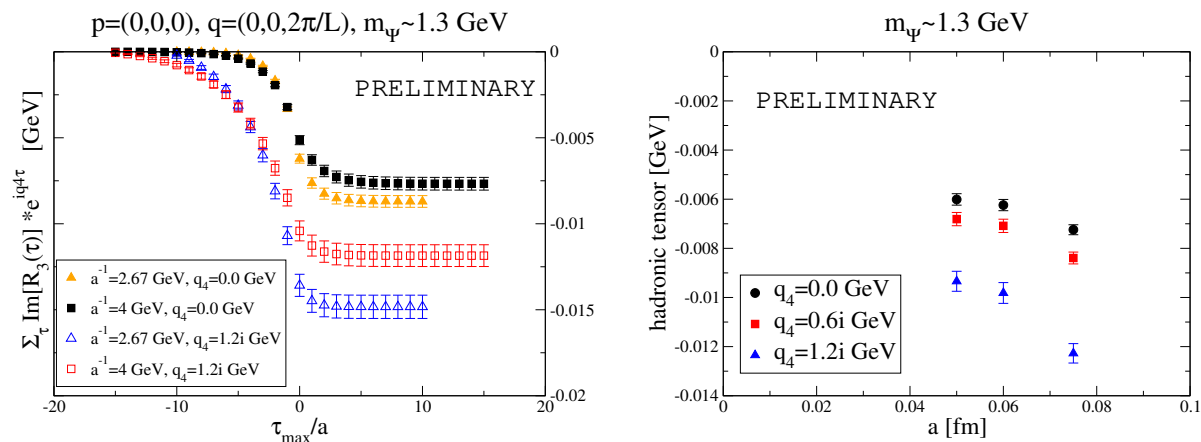 p=(0,0,0), q=(0,0,2π/L), m_Ψ~1.3 GeV
PRELIMINARY
Σ_τ Im[R_3(τ)] *e^{iq4τ} [GeV]
0
-0.005
-0.01
-0.015
-0.02
a^{-1}=2.67 GeV, q_4=0.0 GeV
a^{-1}=4 GeV, q_4=0.0 GeV
a^{-1}=2.67 GeV, q_4=1.2i GeV
a^{-1}=4 GeV, q_4=1.2i GeV
-20 -10 0 10 20
τ_max/a
m_Ψ~1.3 GeV
PRELIMINARY
hadronic tensor [GeV]
0
-0.002
-0.004
-0.006
-0.008
-0.01
-0.012
-0.014
q_4=0.0 GeV
q_4=0.6i GeV
q_4=1.2i GeV
0 0.02 0.04 0.06 0.08 0.1
a [fm]